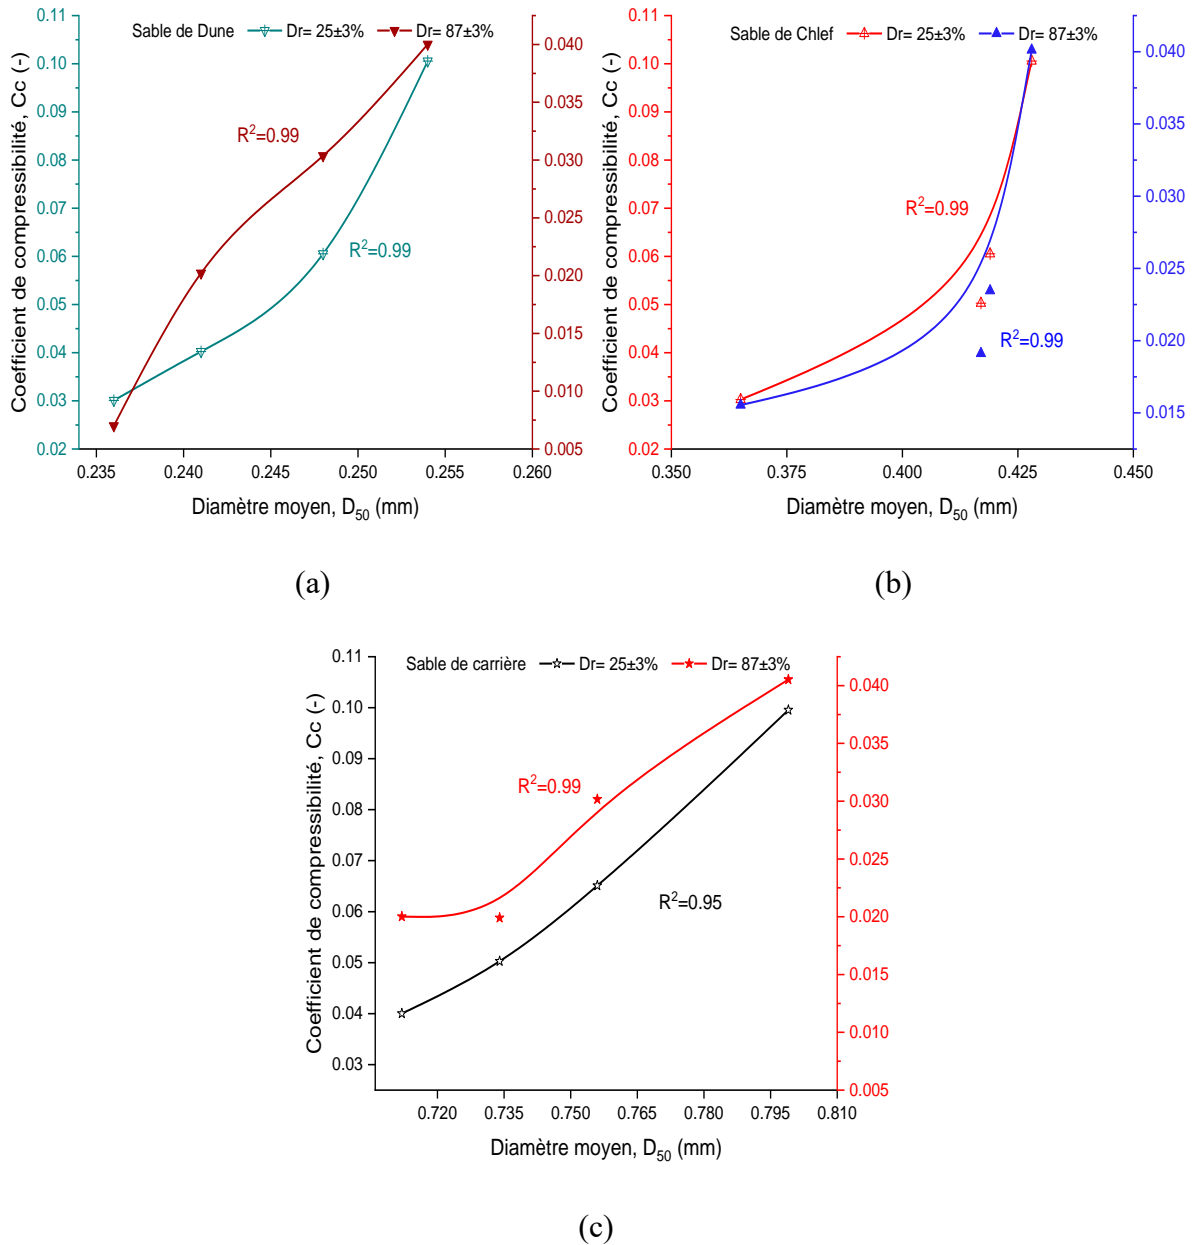 Sable de Dune Dr= 25±3% Dr= 87±3%
Coefficient de compressibilité, Cc (-)
0.11
0.10
0.09
0.08
0.07
0.06
0.05
0.04
0.03
0.02
R²=0.99
R²=0.99
0.040
0.035
0.030
0.025
0.020
0.015
0.010
0.005
0.235 0.240 0.245 0.250 0.255 0.260
Diamètre moyen, D₅₀ (mm)
(a)
Sable de Chlef Dr= 25±3% Dr= 87±3%
Coefficient de compressibilité, Cc (-)
0.11
0.10
0.09
0.08
0.07
0.06
0.05
0.04
0.03
0.02
R²=0.99
R²=0.99
0.040
0.035
0.030
0.025
0.020
0.015
0.350 0.375 0.400 0.425 0.450
Diamètre moyen, D₅₀ (mm)
(b)
Sable de carrière Dr= 25±3% Dr= 87±3%
Coefficient de compressibilité, Cc (-)
0.11
0.10
0.09
0.08
0.07
0.06
0.05
0.04
0.03
R²=0.99
R²=0.95
0.040
0.035
0.030
0.025
0.020
0.015
0.010
0.005
0.720 0.735 0.750 0.765 0.780 0.795 0.810
Diamètre moyen, D₅₀ (mm)
(c)